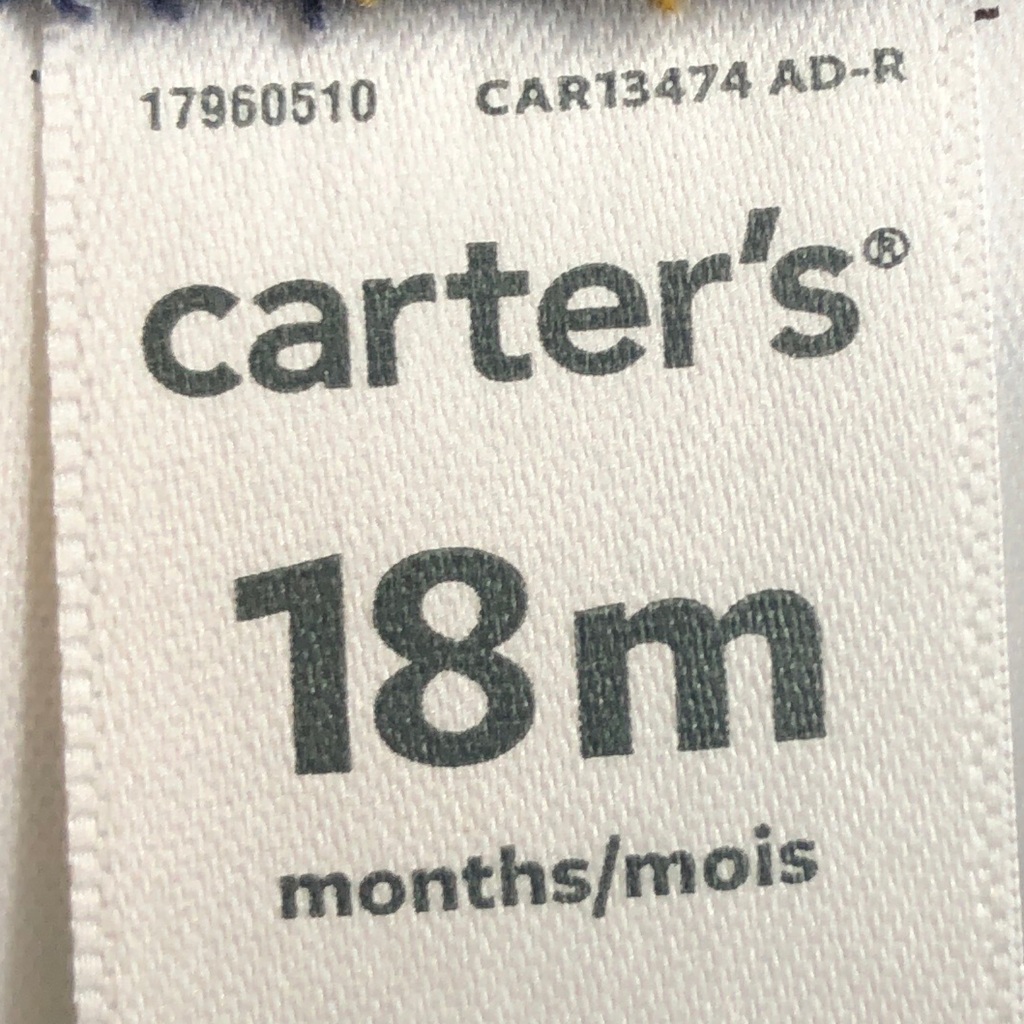 17960510 CAR13474 AD-R
carter's®
18m
months/mois